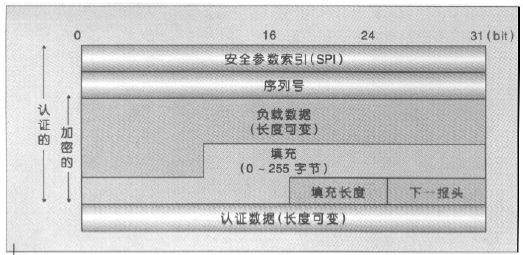 0 16 24 31(bit)
安全参数索引(SPI)
序列号
负载数据
(长度可变)
填充
(0~255 字节)
填充长度 下一报头
认证数据(长度可变)
认证的
加密的